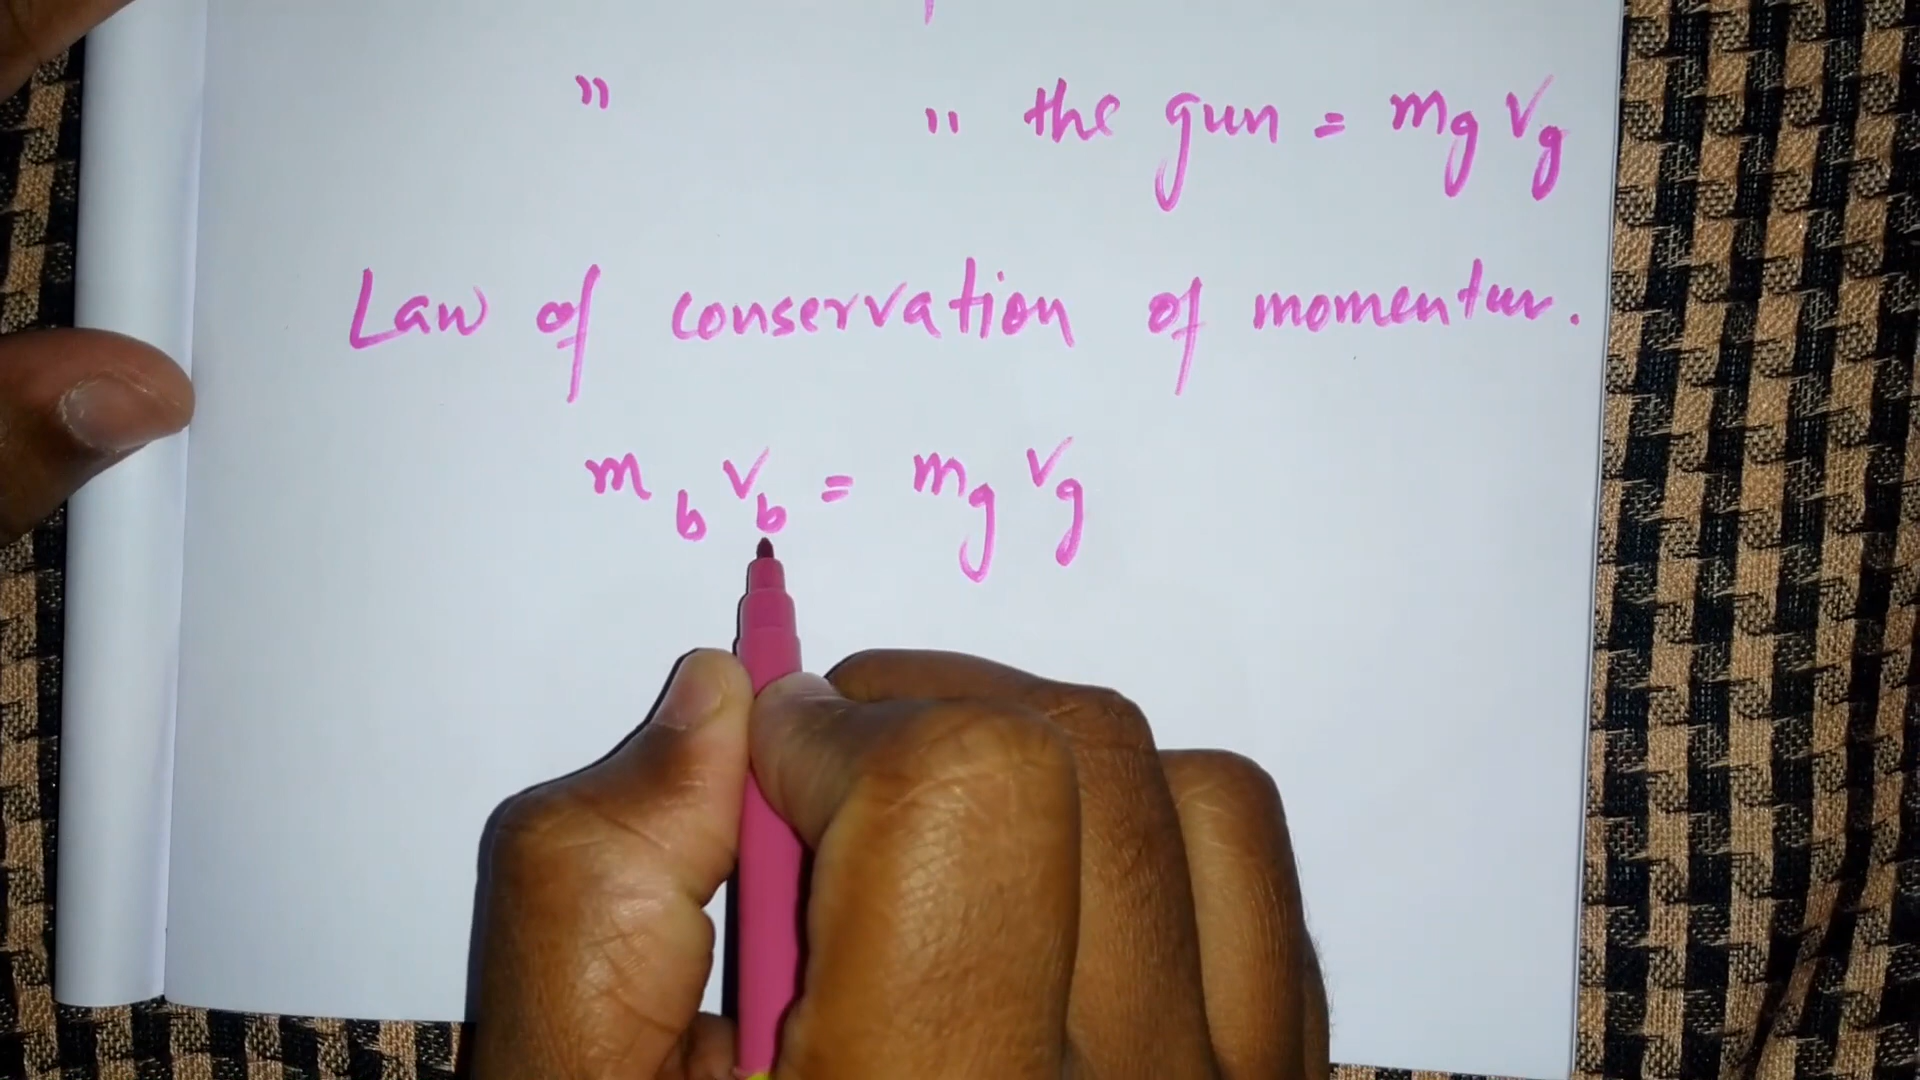 " " the gun = mg vg
Law of conservation of momentum.
mb vb = mg vg